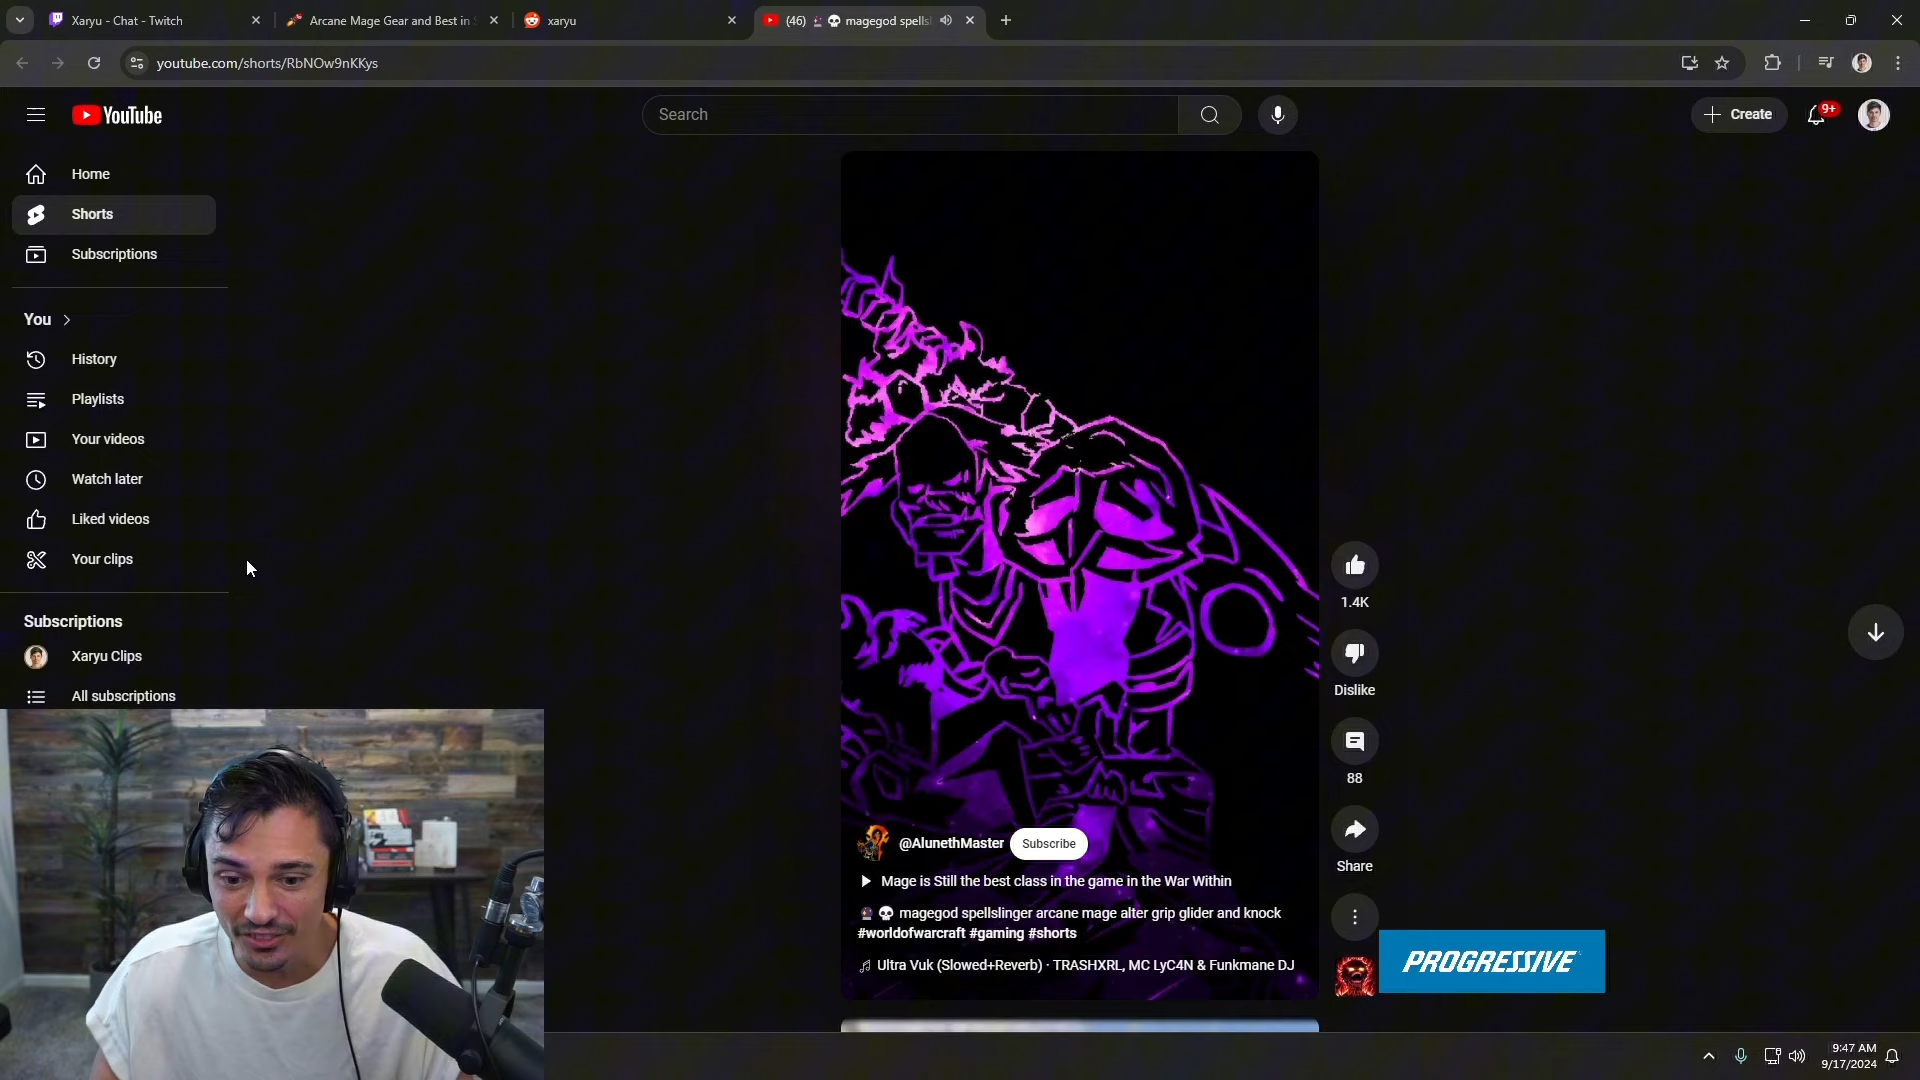 Xaryu - Chat - Twitch
Arcane Mage Gear and Best in
xaryu
(46) 🔮 💀 magegod spells
youtube.com/shorts/RbNOw9nKKys
YouTube
Search
Create
9+
Home
Shorts
Subscriptions
You
History
Playlists
Your videos
Watch later
Liked videos
Your clips
Subscriptions
Xaryu Clips
All subscriptions
1.4K
Dislike
88
Share
@AlunethMaster
Subscribe
Mage is Still the best class in the game in the War Within
🔮 💀 magegod spellslinger arcane mage alter grip glider and knock
#worldofwarcraft #gaming #shorts
Ultra Vuk (Slowed+Reverb) · TRASHXRL, MC LyC4N & Funkmane DJ
PROGRESSIVE
9:47 AM
9/17/2024